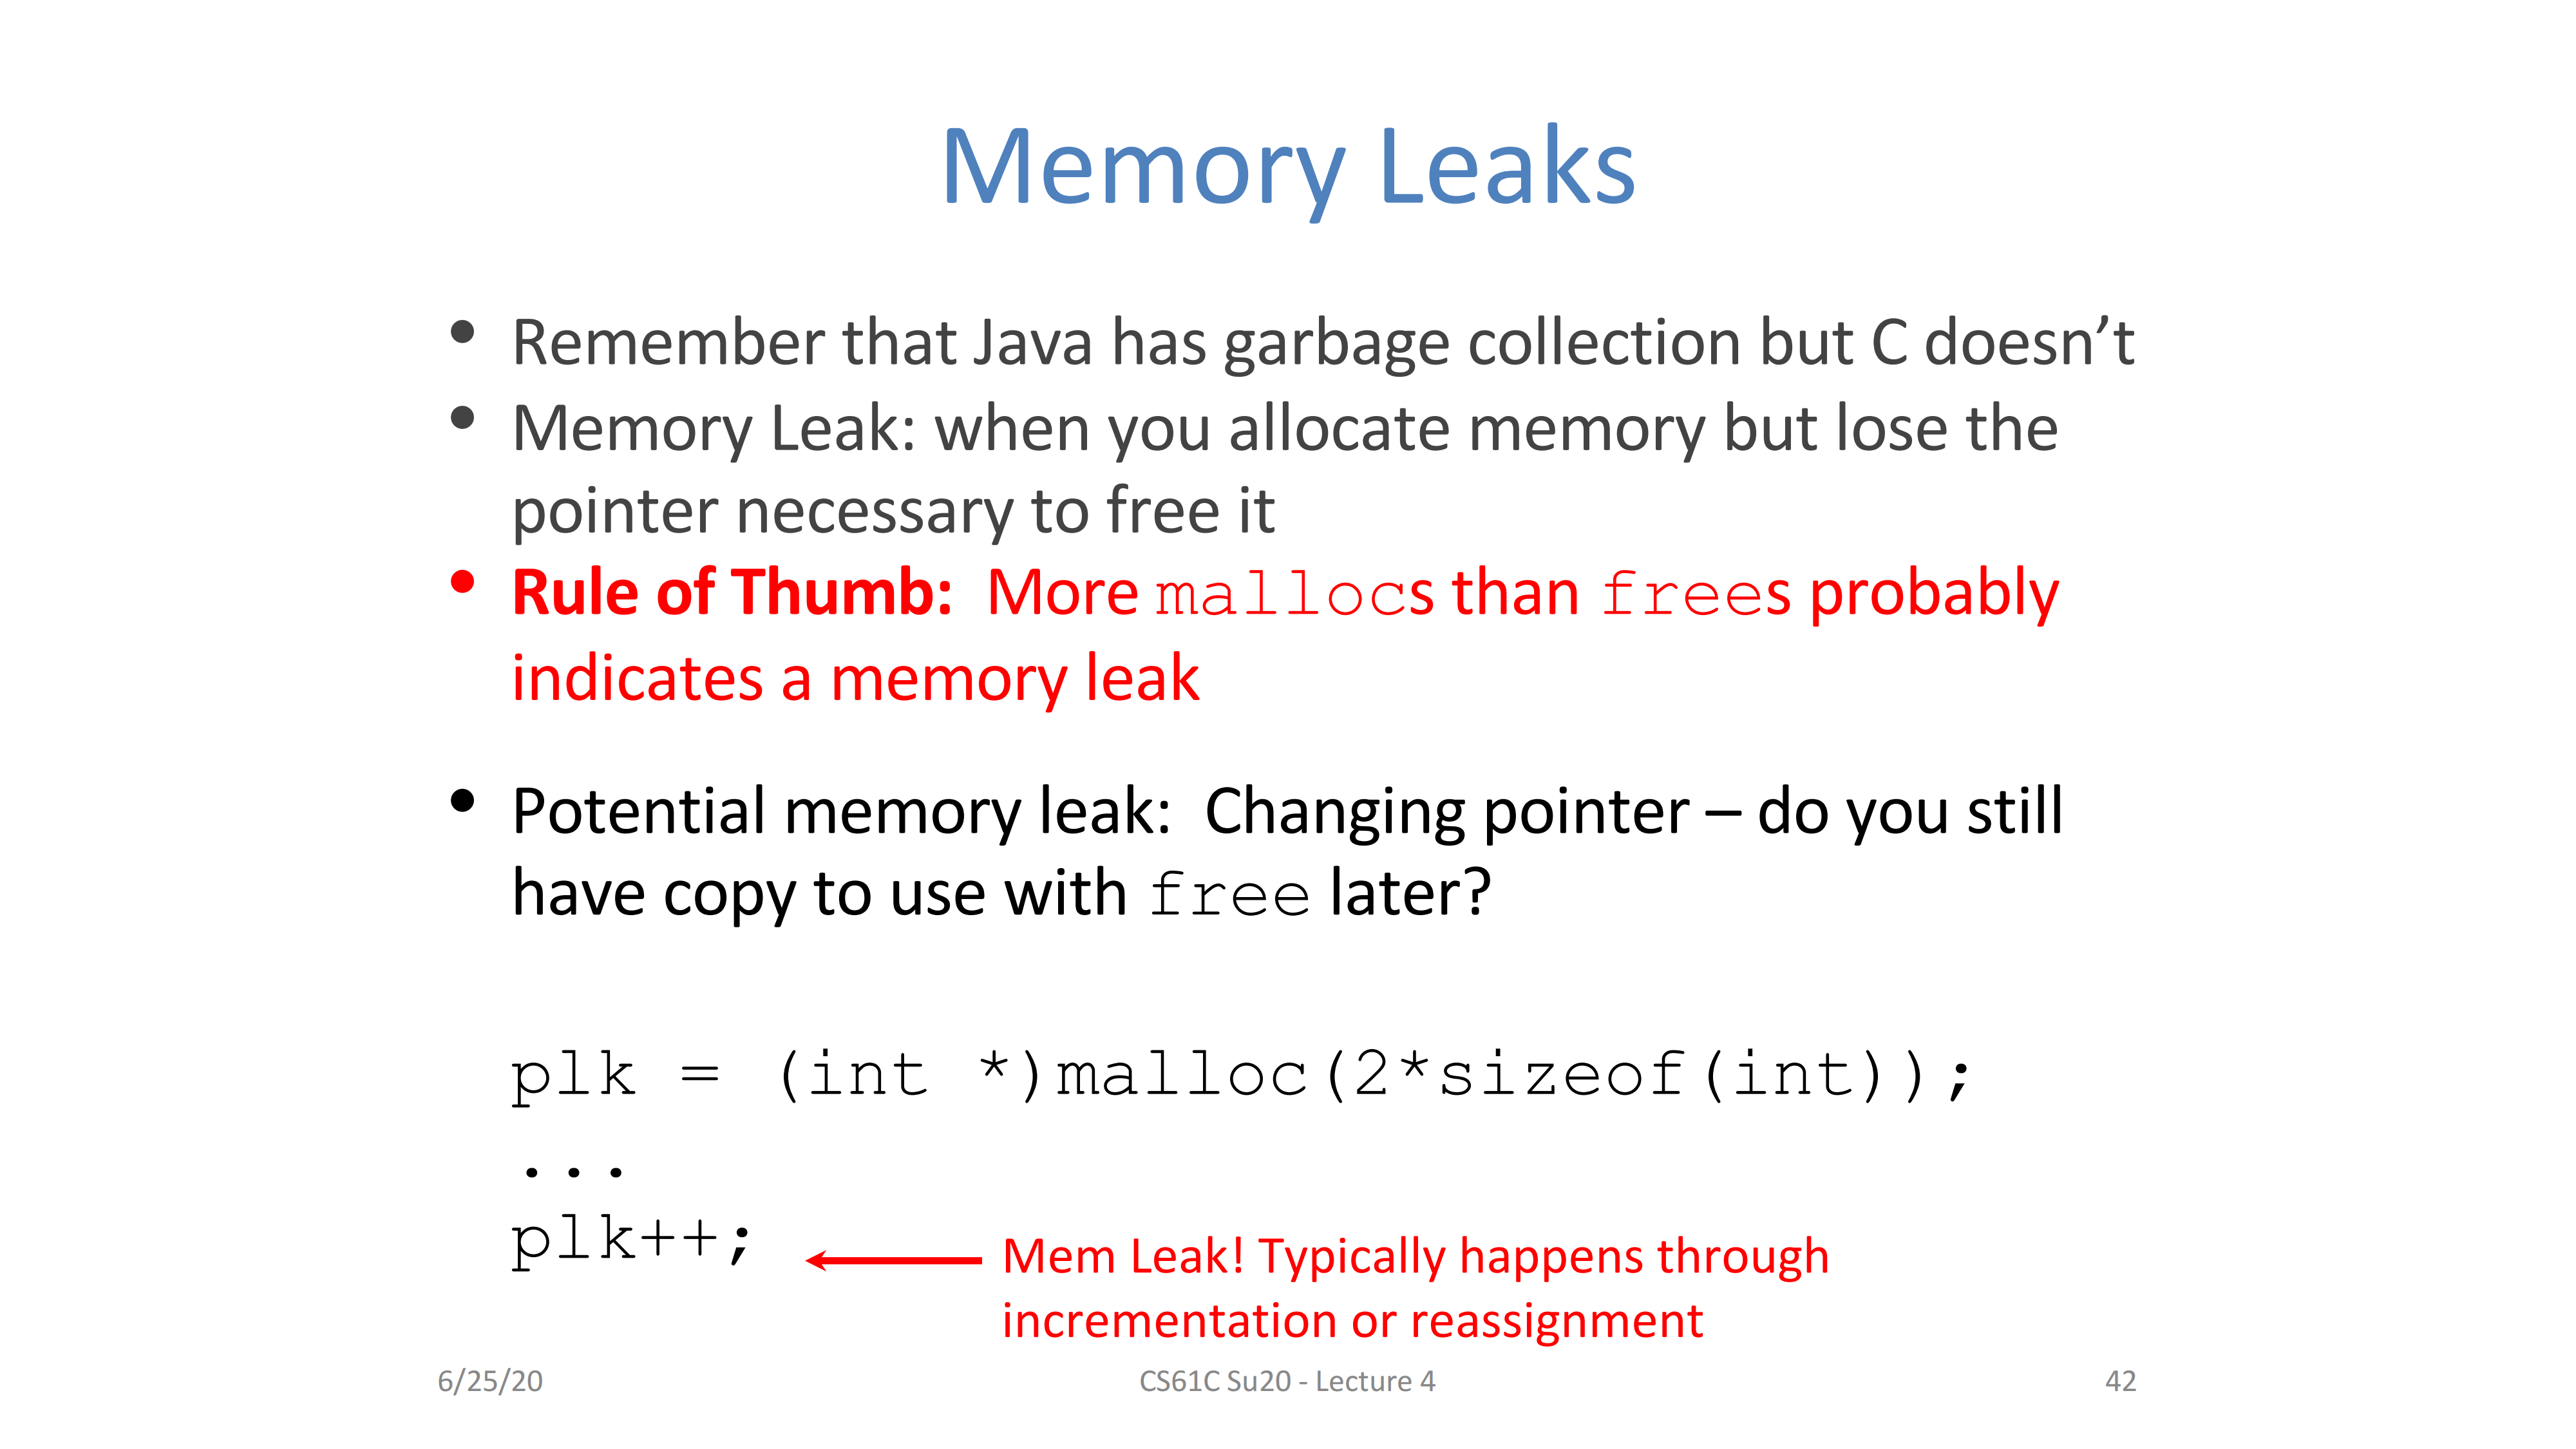 Memory Leaks
• Remember that Java has garbage collection but C doesn’t
• Memory Leak: when you allocate memory but lose the
pointer necessary to free it
• Rule of Thumb:  More mallocs than frees probably
indicates a memory leak
• Potential memory leak:  Changing pointer – do you still
have copy to use with free later?
plk = (int *)malloc(2*sizeof(int));
...
plk++;
Mem Leak! Typically happens through
incrementation or reassignment
6/25/20
CS61C Su20 - Lecture 4
42